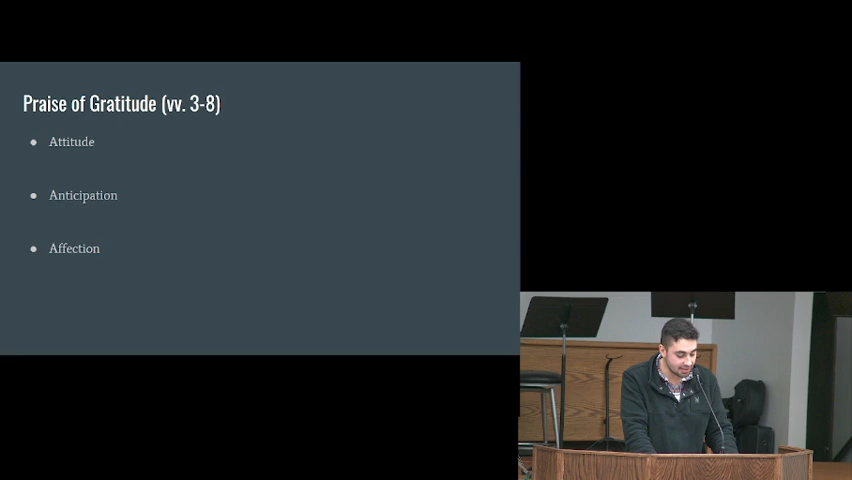 Praise of Gratitude (vv. 3-8)
● Attitude
● Anticipation
● Affection